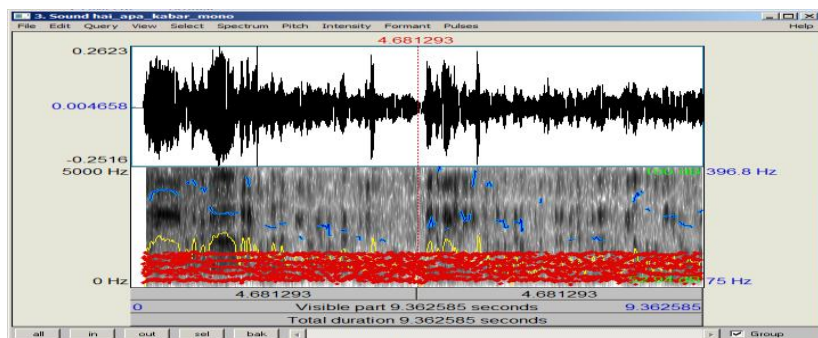 3. Sound hai_apa_kabar_mono
File Edit Query View Select Spectrum Pitch Intensity Formant Pulses Help
4.681293
0.2623
0.004658
-0.2516
5000 Hz 396.8 Hz
0 Hz 75 Hz
4.681293 4.681293
0 Visible part 9.362585 seconds 9.362585
Total duration 9.362585 seconds
all in out sel bak Group